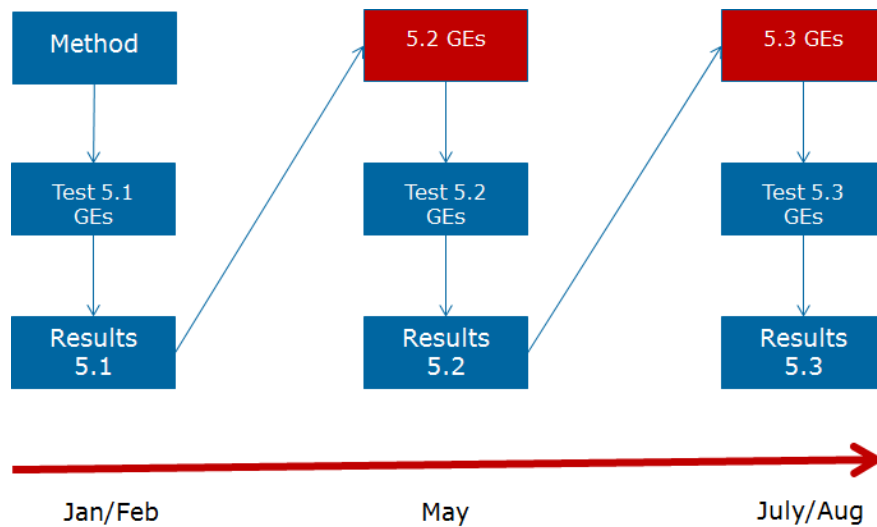 Method
5.2 GEs
5.3 GEs
Test 5.1
GEs
Test 5.2
GEs
Test 5.3
GEs
Results
5.1
Results
5.2
Results
5.3
Jan/Feb
May
July/Aug